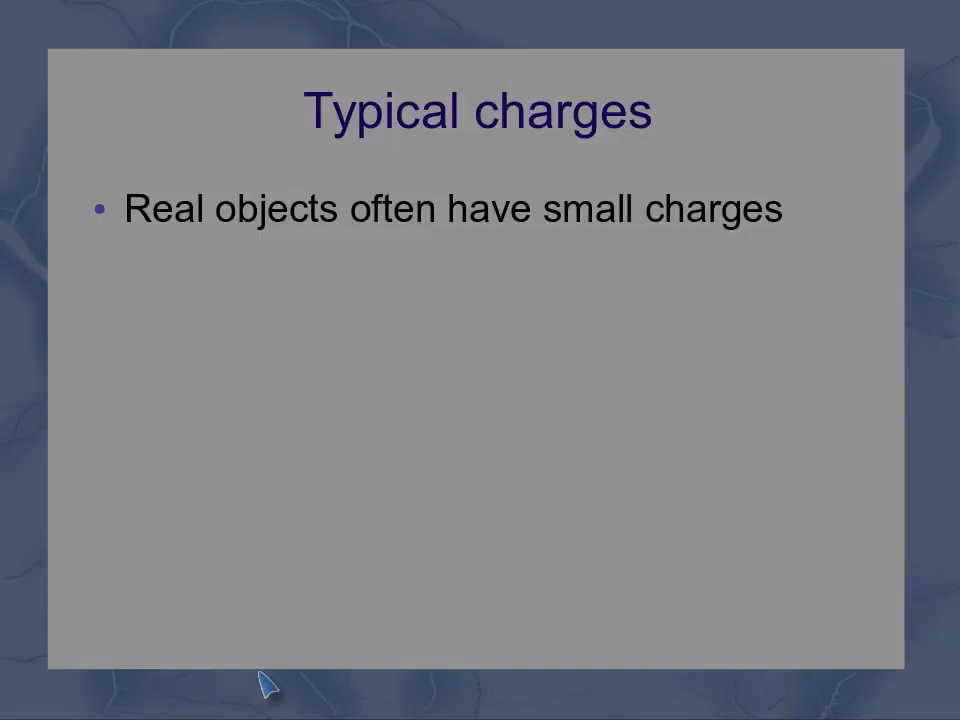 Typical charges
• Real objects often have small charges